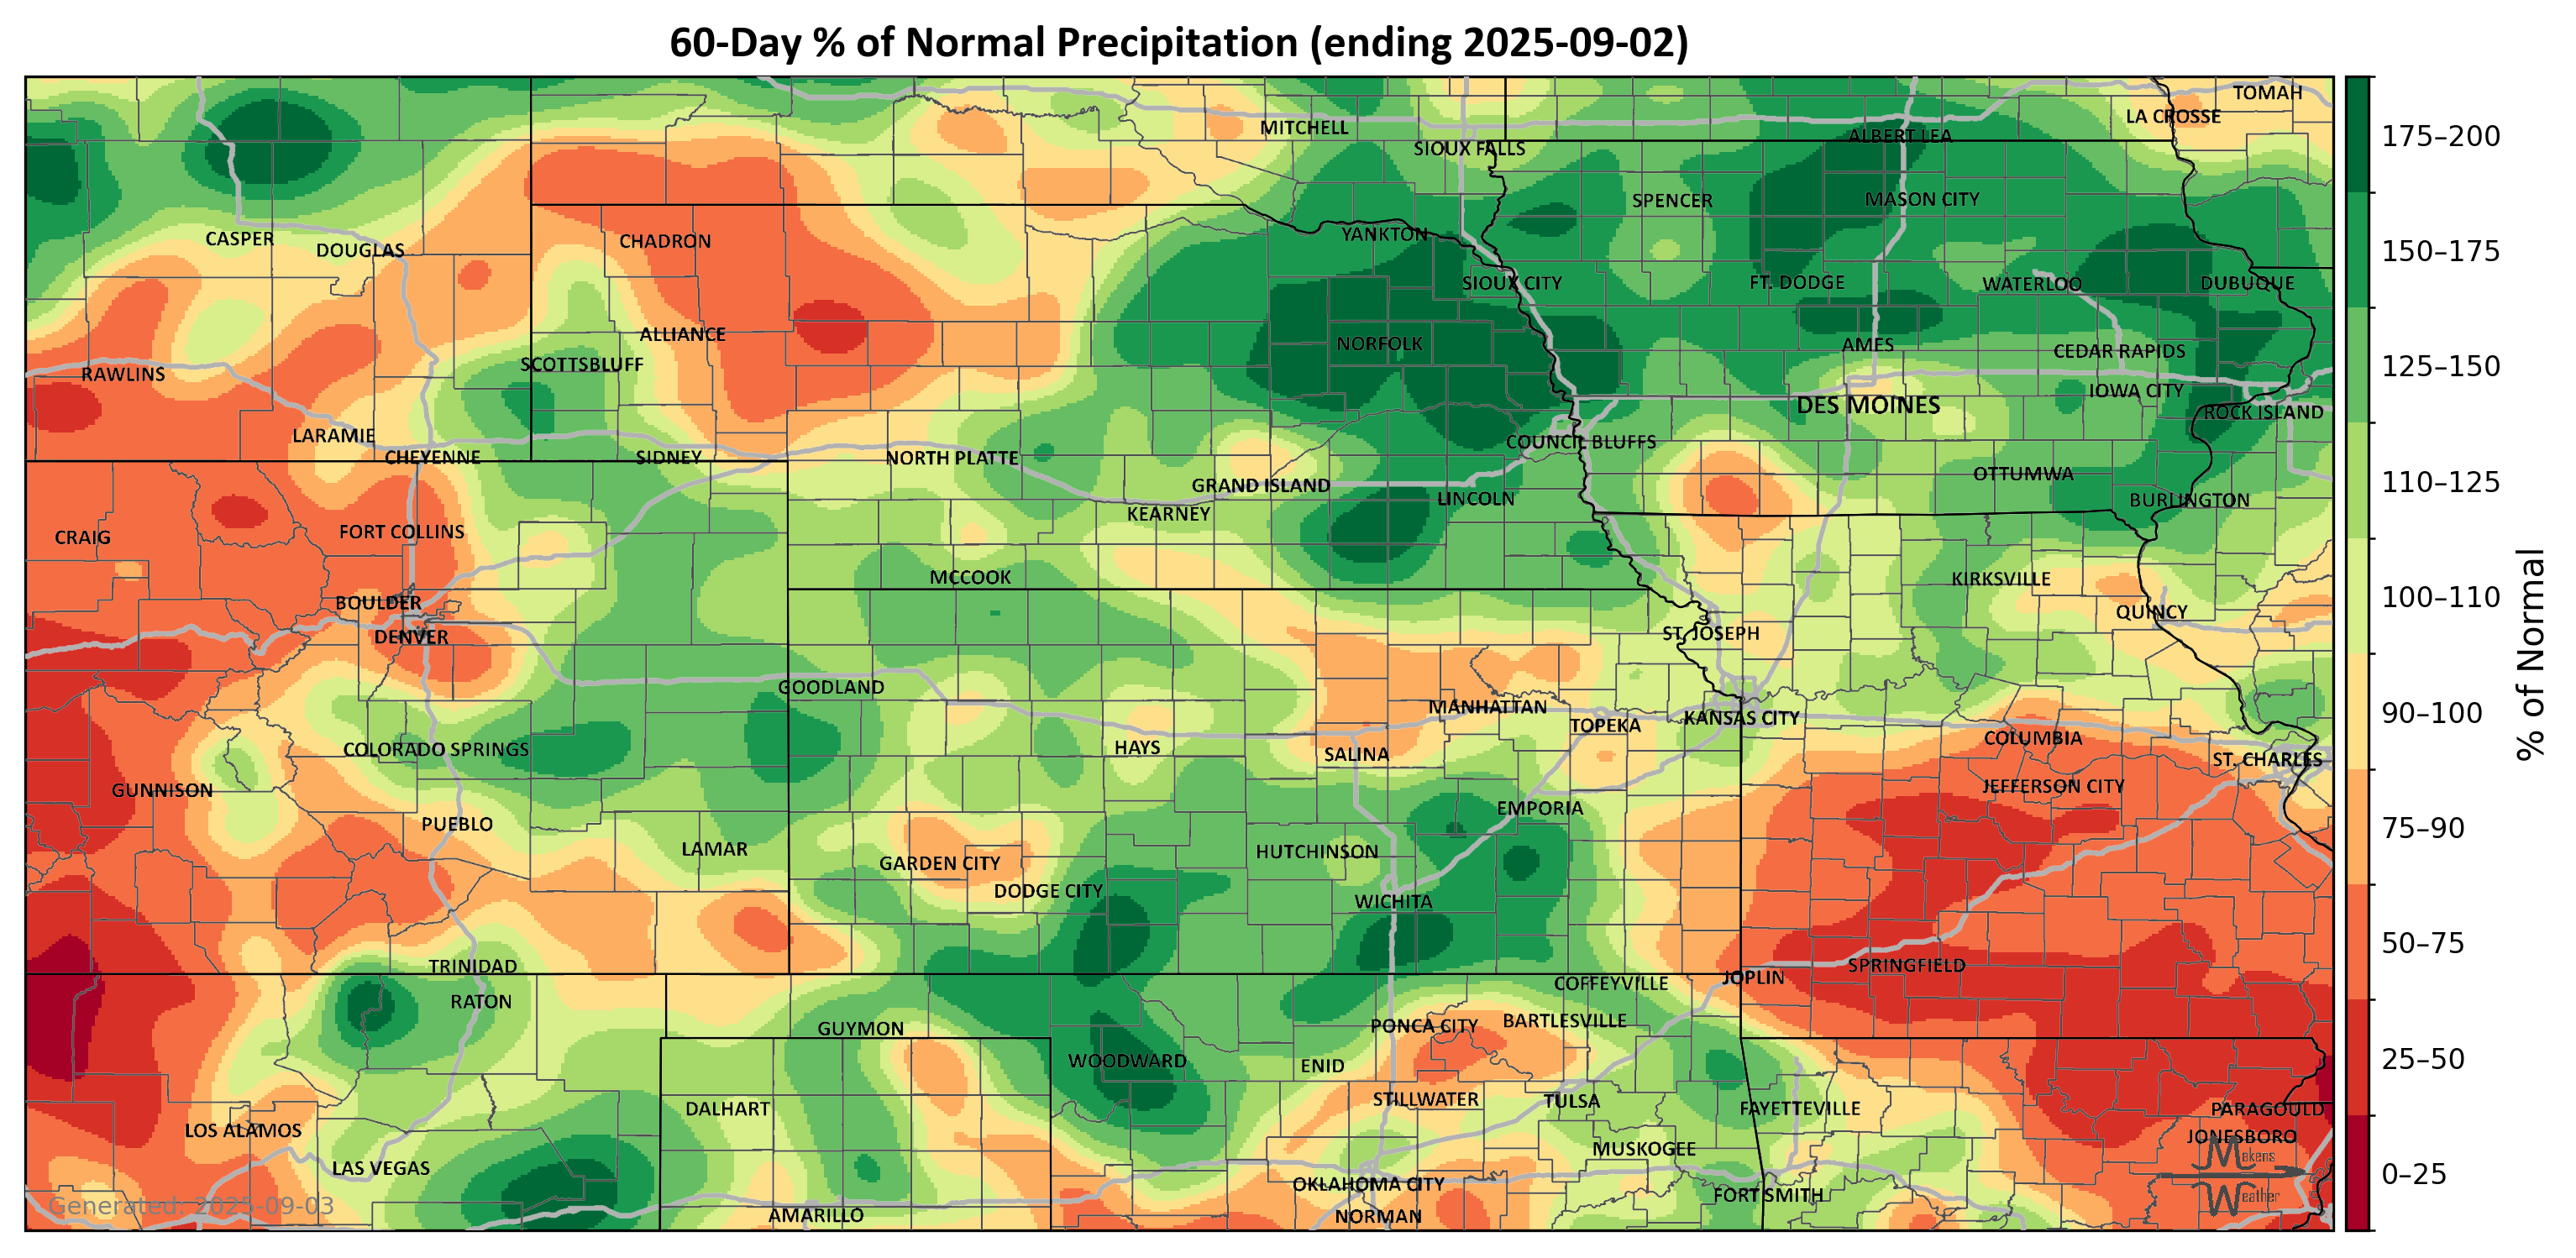 60-Day % of Normal Precipitation (ending 2025-09-02)
TOMAH
LA CROSSE
MITCHELL
ALBERT LEA
SIOUX FALLS
SPENCER
MASON CITY
CASPER
DOUGLAS
CHADRON
YANKTON
SIOUX CITY
FT. DODGE
WATERLOO
DUBUQUE
ALLIANCE
NORFOLK
AMES
CEDAR RAPIDS
SCOTTSBLUFF
RAWLINS
IOWA CITY
DES MOINES
ROCK ISLAND
LARAMIE
COUNCIL BLUFFS
CHEYENNE
SIDNEY
NORTH PLATTE
OTTUMWA
GRAND ISLAND
LINCOLN
BURLINGTON
KEARNEY
CRAIG
FORT COLLINS
MCCOOK
KIRKSVILLE
BOULDER
QUINCY
DENVER
ST. JOSEPH
GOODLAND
MANHATTAN
TOPEKA
KANSAS CITY
COLORADO SPRINGS
HAYS
SALINA
COLUMBIA
ST. CHARLES
GUNNISON
JEFFERSON CITY
EMPORIA
PUEBLO
LAMAR
GARDEN CITY
HUTCHINSON
DODGE CITY
WICHITA
TRINIDAD
SPRINGFIELD
COFFEYVILLE
JOPLIN
RATON
GUYMON
PONCA CITY
BARTLESVILLE
WOODWARD
ENID
DALHART
STILLWATER
TULSA
FAYETTEVILLE
PARAGOULD
LOS ALAMOS
JONESBORO
MUSKOGEE
LAS VEGAS
OKLAHOMA CITY
FORT SMITH
AMARILLO
NORMAN
Makens
Weather
Generated: 2025-09-03
175–200
150–175
125–150
110–125
100–110
90–100
75–90
50–75
25–50
0–25
% of Normal